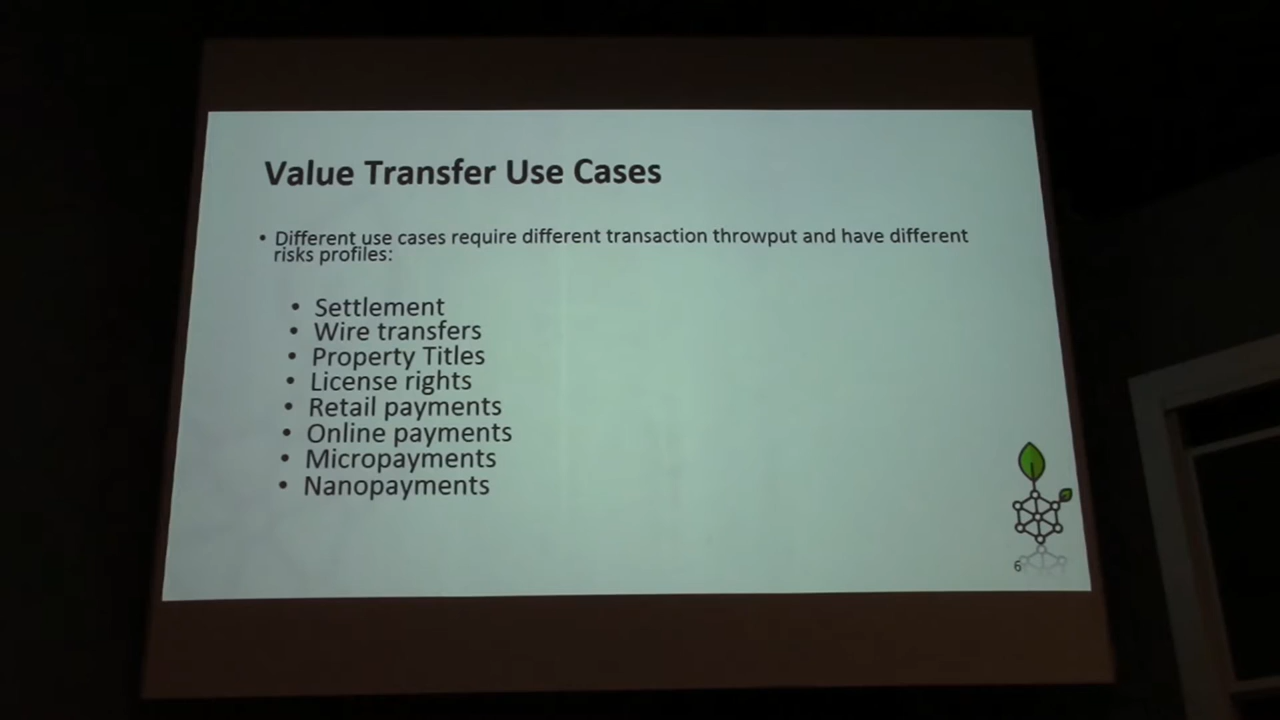 Value Transfer Use Cases
• Different use cases require different transaction throwput and have different
risks profiles:
• Settlement
• Wire transfers
• Property Titles
• License rights
• Retail payments
• Online payments
• Micropayments
• Nanopayments
6